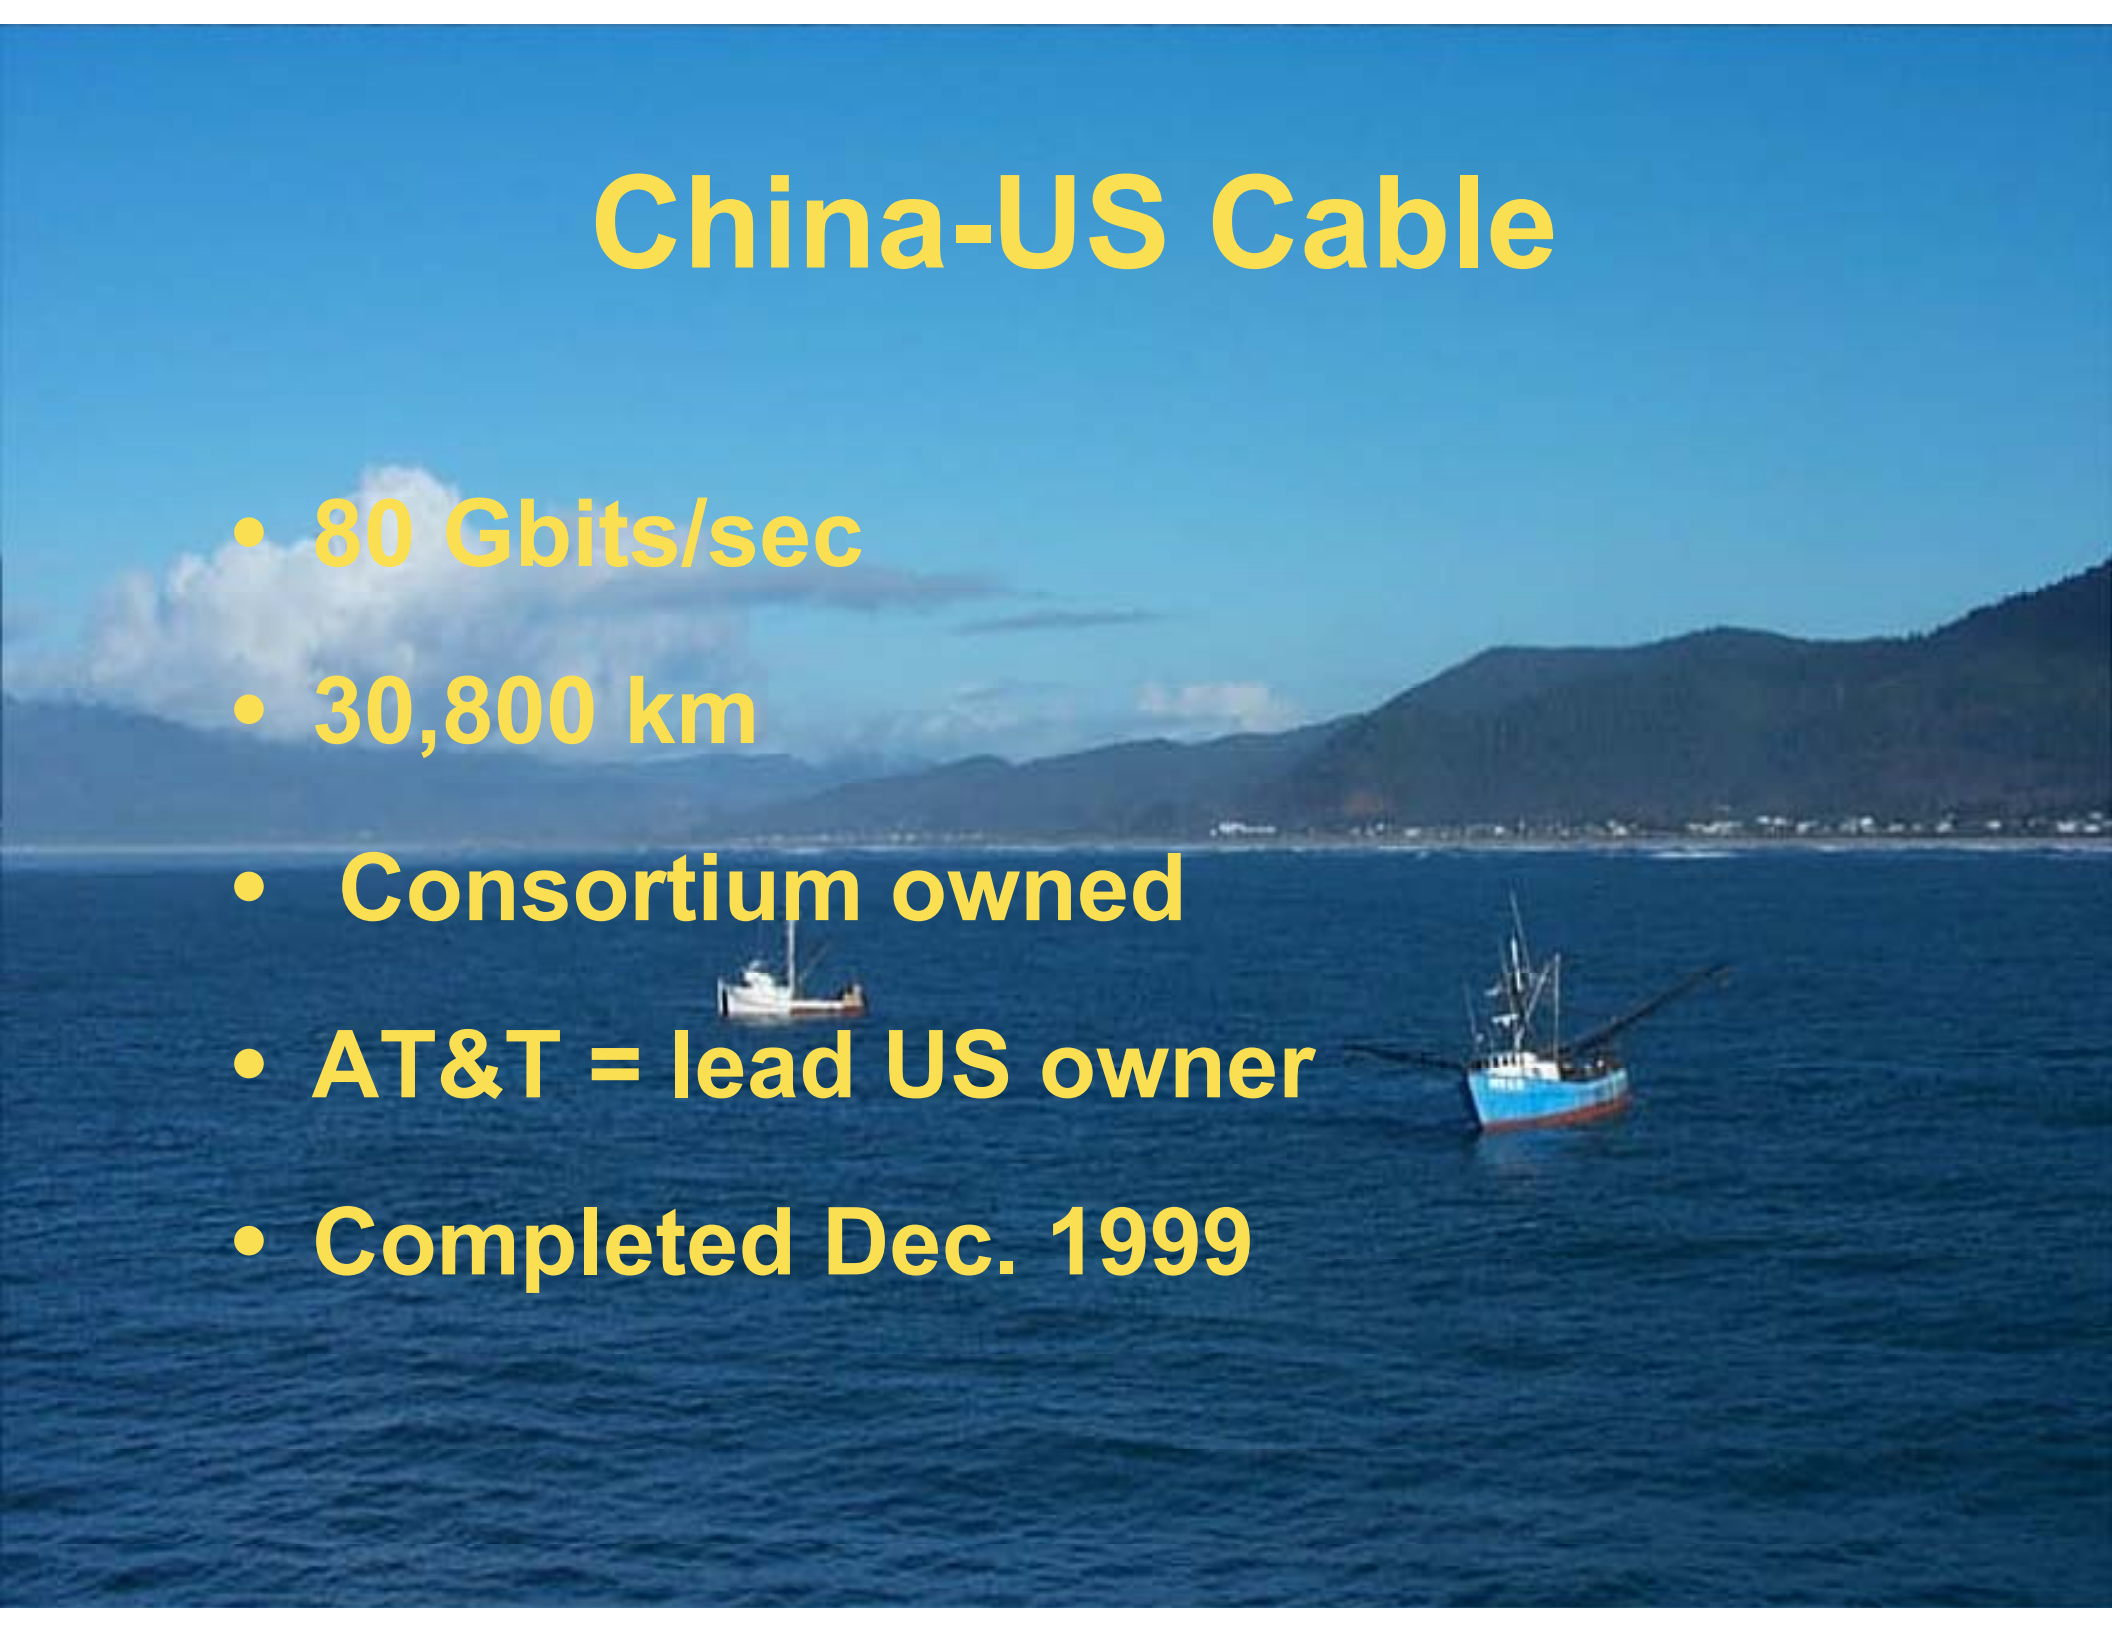 China-US Cable
• 80 Gbits/sec
• 30,800 km
• Consortium owned
• AT&T = lead US owner
• Completed Dec. 1999